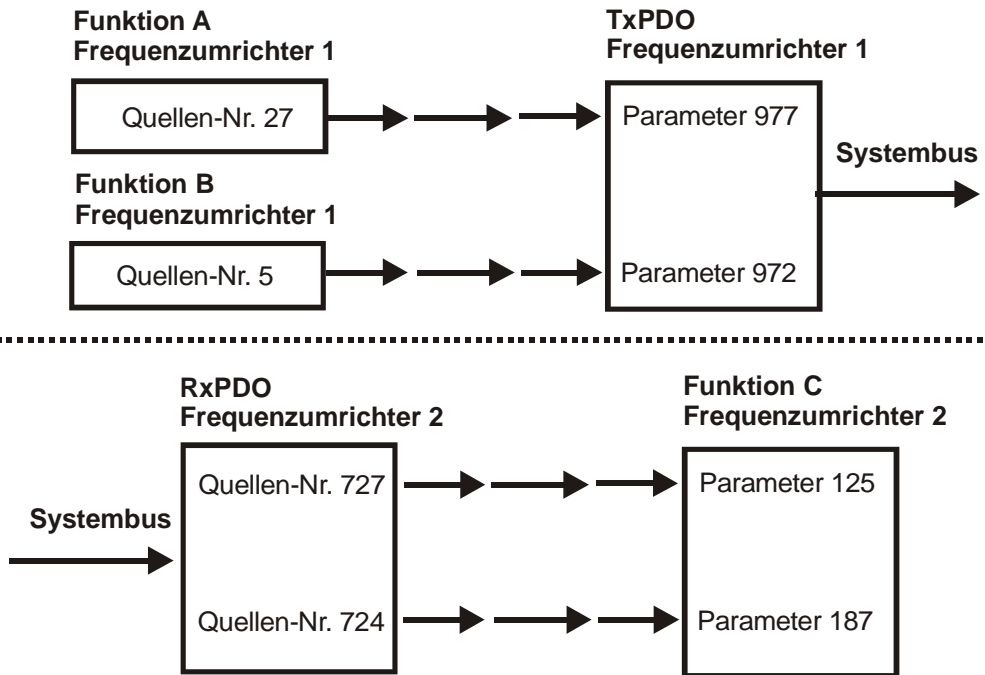 Funktion A
Frequenzumrichter 1
Quellen-Nr. 27
Funktion B
Frequenzumrichter 1
Quellen-Nr. 5
TxPDO
Frequenzumrichter 1
Parameter 977
Parameter 972
Systembus
Systembus
RxPDO
Frequenzumrichter 2
Quellen-Nr. 727
Quellen-Nr. 724
Funktion C
Frequenzumrichter 2
Parameter 125
Parameter 187